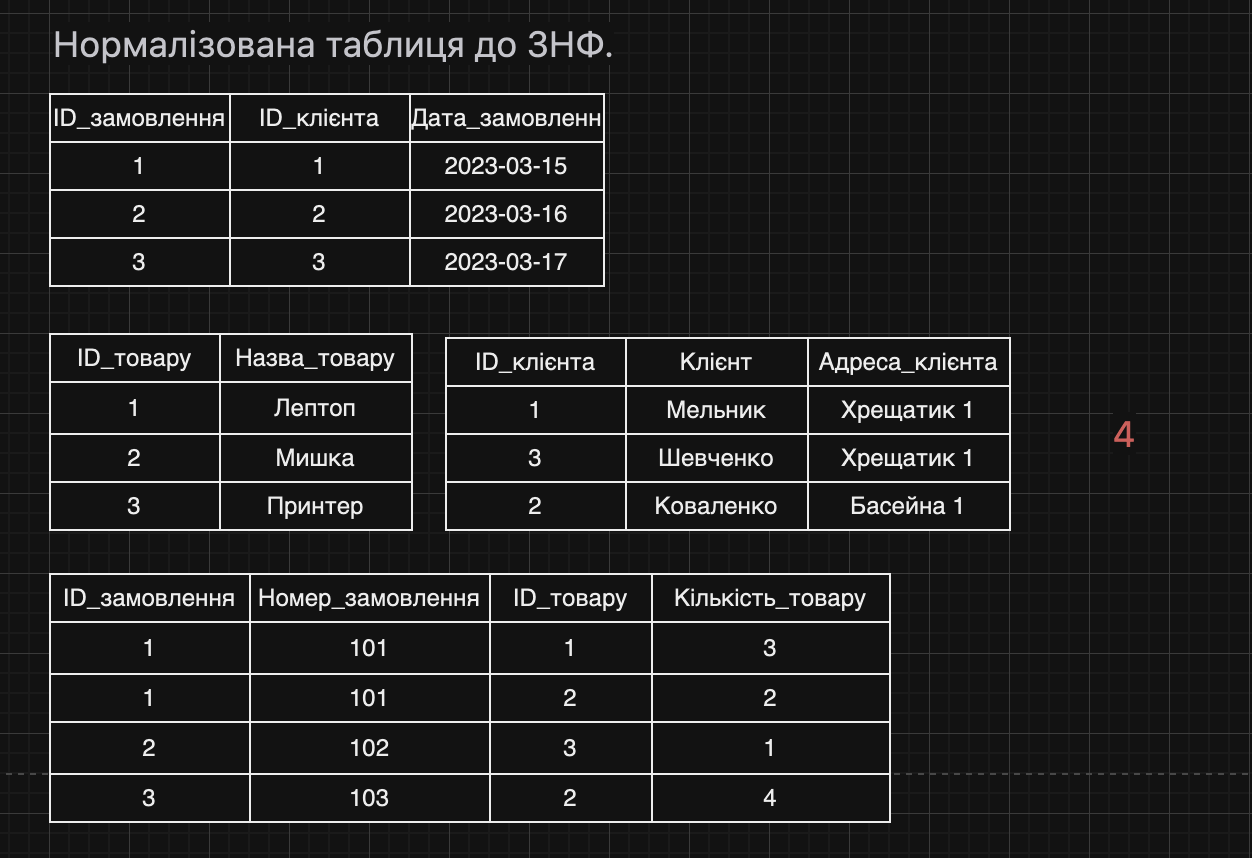 Нормалізована таблиця до 3НФ.
ID_замовлення ID_клієнта Дата_замовленн
1 1 2023-03-15
2 2 2023-03-16
3 3 2023-03-17
ID_товару Назва_товару
1 Лептоп
2 Мишка
3 Принтер
ID_клієнта Клієнт Адреса_клієнта
1 Мельник Хрещатик 1
3 Шевченко Хрещатик 1
2 Коваленко Басейна 1
4
ID_замовлення Номер_замовлення ID_товару Кількість_товару
1 101 1 3
1 101 2 2
2 102 3 1
3 103 2 4